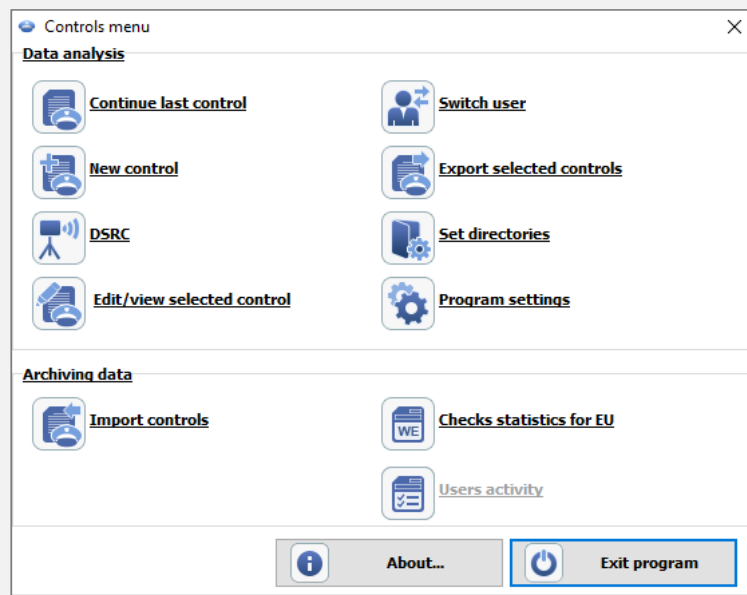 Controls menu
Data analysis
Continue last control
Switch user
New control
Export selected controls
DSRC
Set directories
Edit/view selected control
Program settings
Archiving data
Import controls
WE
Checks statistics for EU
Users activity
About...
Exit program